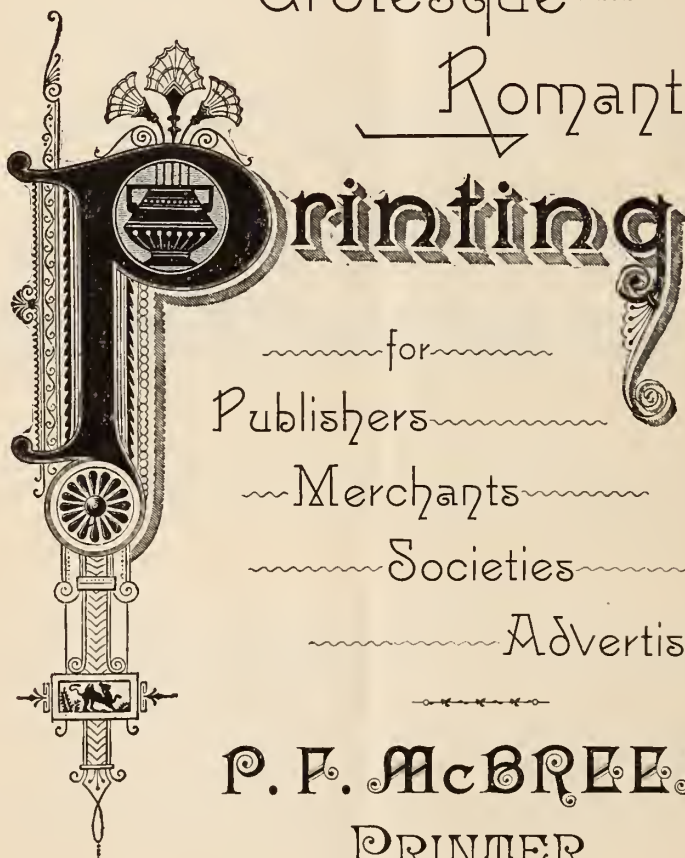 Grotesque
Romant
Printing
for
Publishers
Merchants
Societies
Advertis
P. F. McBREE
PRINTER